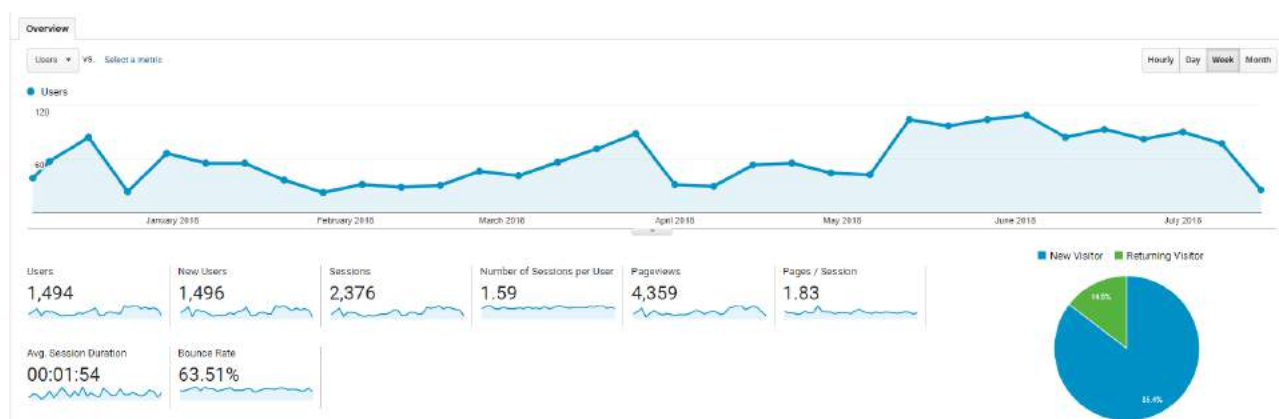 Overview
Users vs. Select a metric
Hourly Day Week Month
Users
120
60
January 2018
February 2018
March 2018
April 2018
May 2018
June 2018
July 2018
New Visitor Returning Visitor
Users
1,494
New Users
1,496
Sessions
2,376
Number of Sessions per User
1.59
Pageviews
4,359
Pages / Session
1.83
Avg. Session Duration
00:01:54
Bounce Rate
63.51%